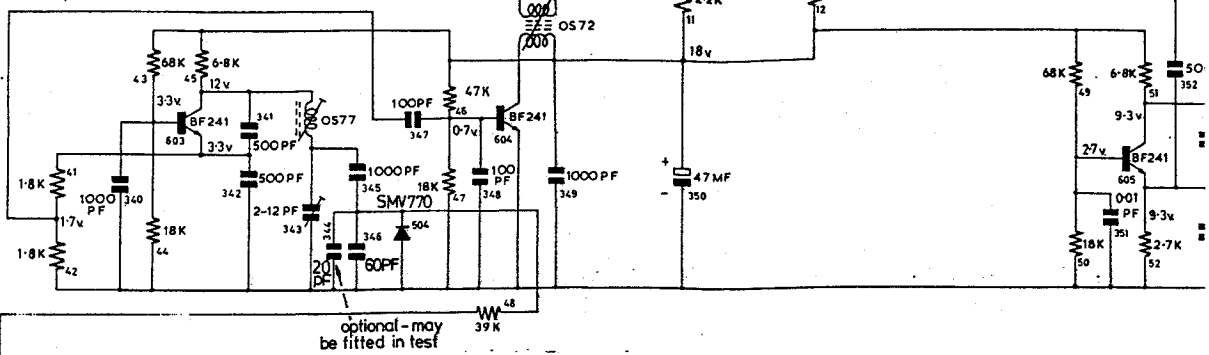 2.2K
11
12
OS72
18v.
68K
43
6·8K
45
12v.
3·3v.
BF241
603
3·3v.
341
500PF
OS77
100PF
347
47K
46
0·7v.
BF241
604
68K
49
6·8K
51
9·3v.
50
352
2·7v.
BF241
605
41
1·8K
1000
PF
340
500PF
342
1000PF
345
18K
47
100
PF
348
1000PF
349
+
47MF
-
350
1·7v.
18K
44
2-12 PF
343
SMV770
504
344
346
0·01
PF
351
9·3v.
1·8K
42
20
PF
60PF
18K
50
2·7K
52
48
39K
optional-may
be fitted in test